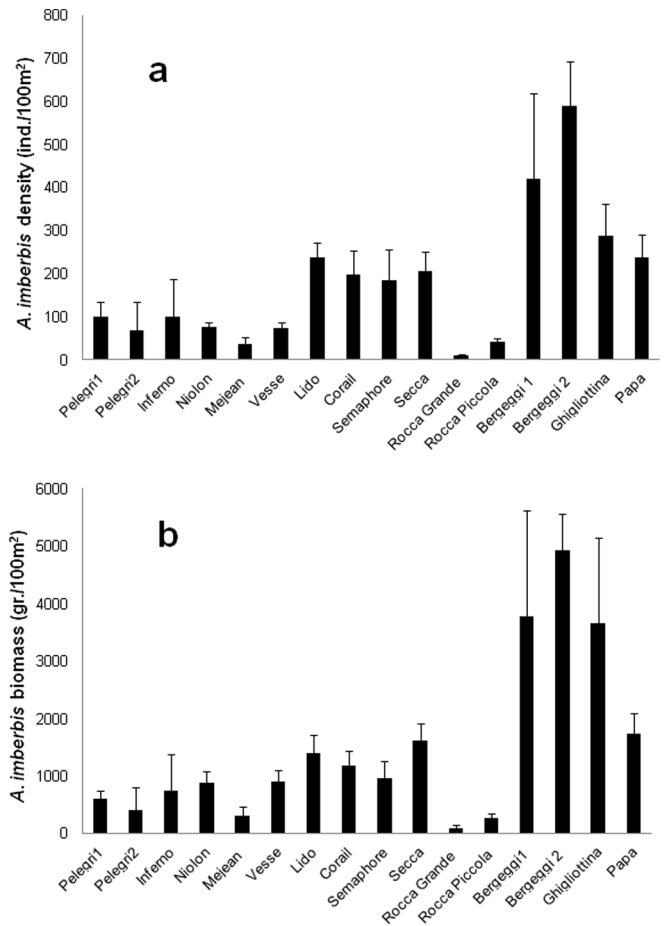 a
A. imberbis density (ind./100m²)
800
700
600
500
400
300
200
100
0
Pelegri1
Pelegri2
Inferno
Niolon
Mejean
Vesse
Lido
Corail
Semaphore
Secca
Rocca Grande
Rocca Piccola
Bergeggi 1
Bergeggi 2
Ghigliottina
Papa
b
A. imberbis biomass (gr./100m²)
6000
5000
4000
3000
2000
1000
0
Pelegri1
Pelegri2
Inferno
Niolon
Mejean
Vesse
Lido
Corail
Semaphore
Secca
Rocca Grande
Rocca Piccola
Bergeggi1
Bergeggi 2
Ghigliottina
Papa